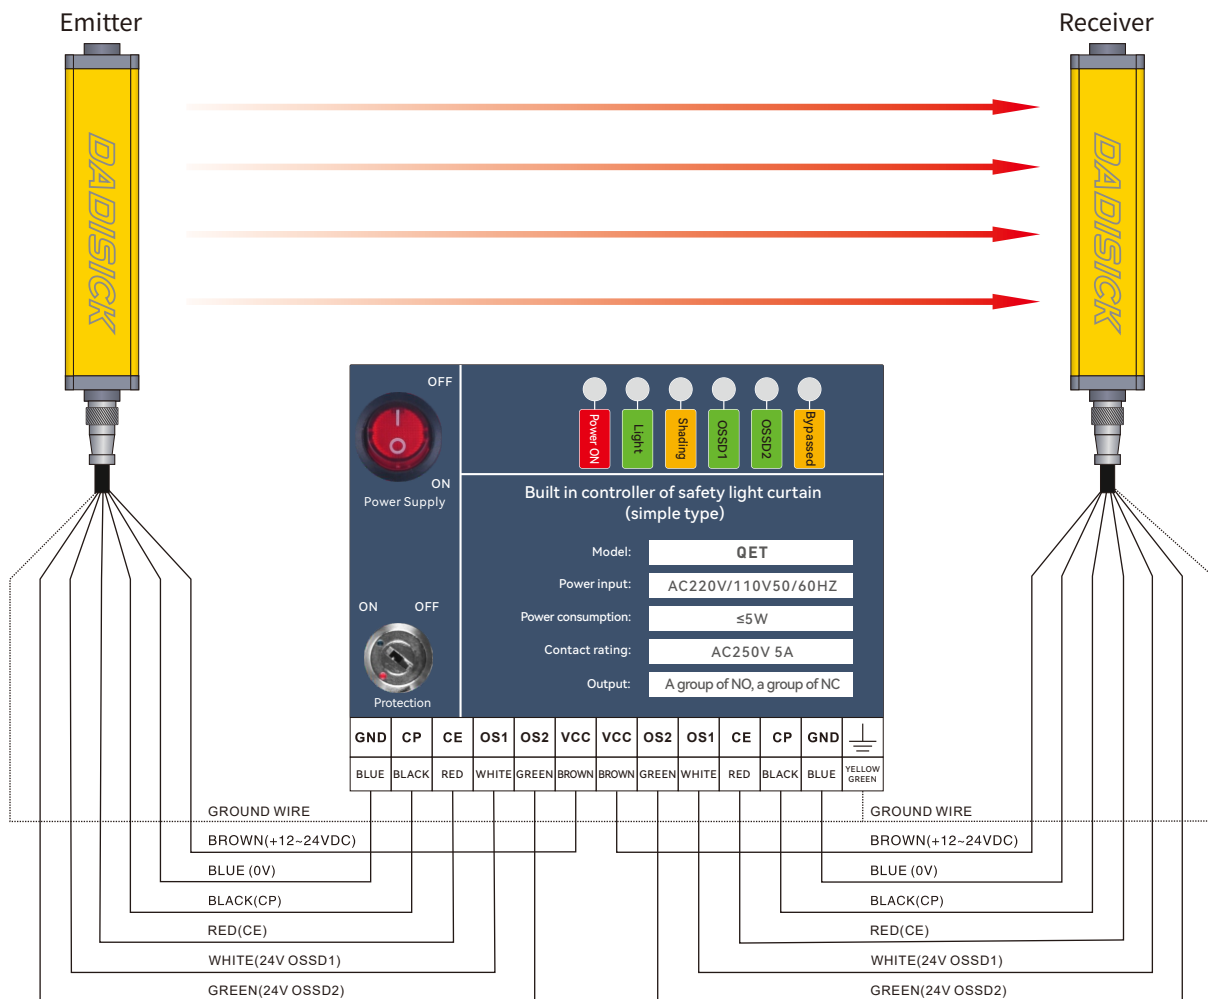 Emitter
Receiver
DADISICK
DADISICK
OFF
ON
Power Supply
ON OFF
Protection
Power ON
Light
Shading
OSSD1
OSSD2
Bypassed
Built in controller of safety light curtain
(simple type)
Model: QET
Power input: AC220V/110V50/60HZ
Power consumption: ≤5W
Contact rating: AC250V 5A
Output: A group of NO, a group of NC
GND CP CE OS1 OS2 VCC VCC OS2 OS1 CE CP GND
BLUE BLACK RED WHITE GREEN BROWN BROWN GREEN WHITE RED BLACK BLUE YELLOW
GREEN
GROUND WIRE
BROWN(+12~24VDC)
BLUE (0V)
BLACK(CP)
RED(CE)
WHITE(24V OSSD1)
GREEN(24V OSSD2)
GROUND WIRE
BROWN(+12~24VDC)
BLUE (0V)
BLACK(CP)
RED(CE)
WHITE(24V OSSD1)
GREEN(24V OSSD2)